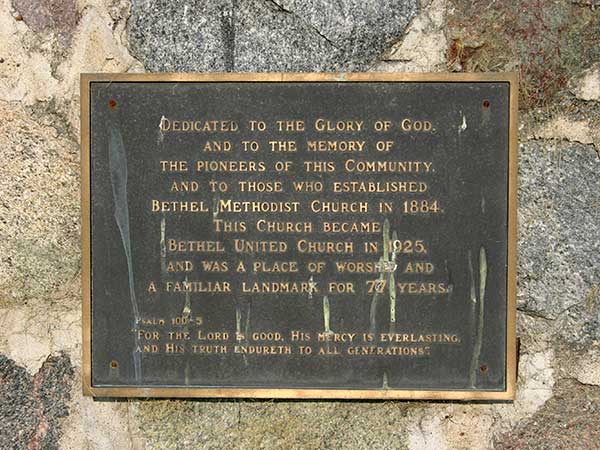 DEDICATED TO THE GLORY OF GOD,
AND TO THE MEMORY OF
THE PIONEERS OF THIS COMMUNITY,
AND TO THOSE WHO ESTABLISHED
BETHEL METHODIST CHURCH IN 1884.
THIS CHURCH BECAME
BETHEL UNITED CHURCH IN 1925,
AND WAS A PLACE OF WORSHIP AND
A FAMILIAR LANDMARK FOR 77 YEARS.
PSALM 100-5
"FOR THE LORD IS GOOD, HIS MERCY IS EVERLASTING,
AND HIS TRUTH ENDURETH TO ALL GENERATIONS".